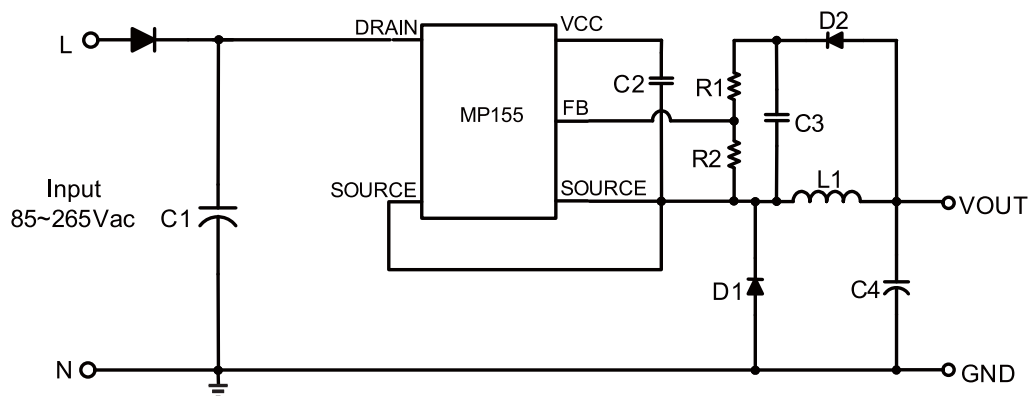 L
DRAIN
VCC
D2
C2
R1
MP155
FB
C3
R2
Input
85~265Vac
C1
SOURCE
SOURCE
L1
VOUT
D1
C4
N
GND